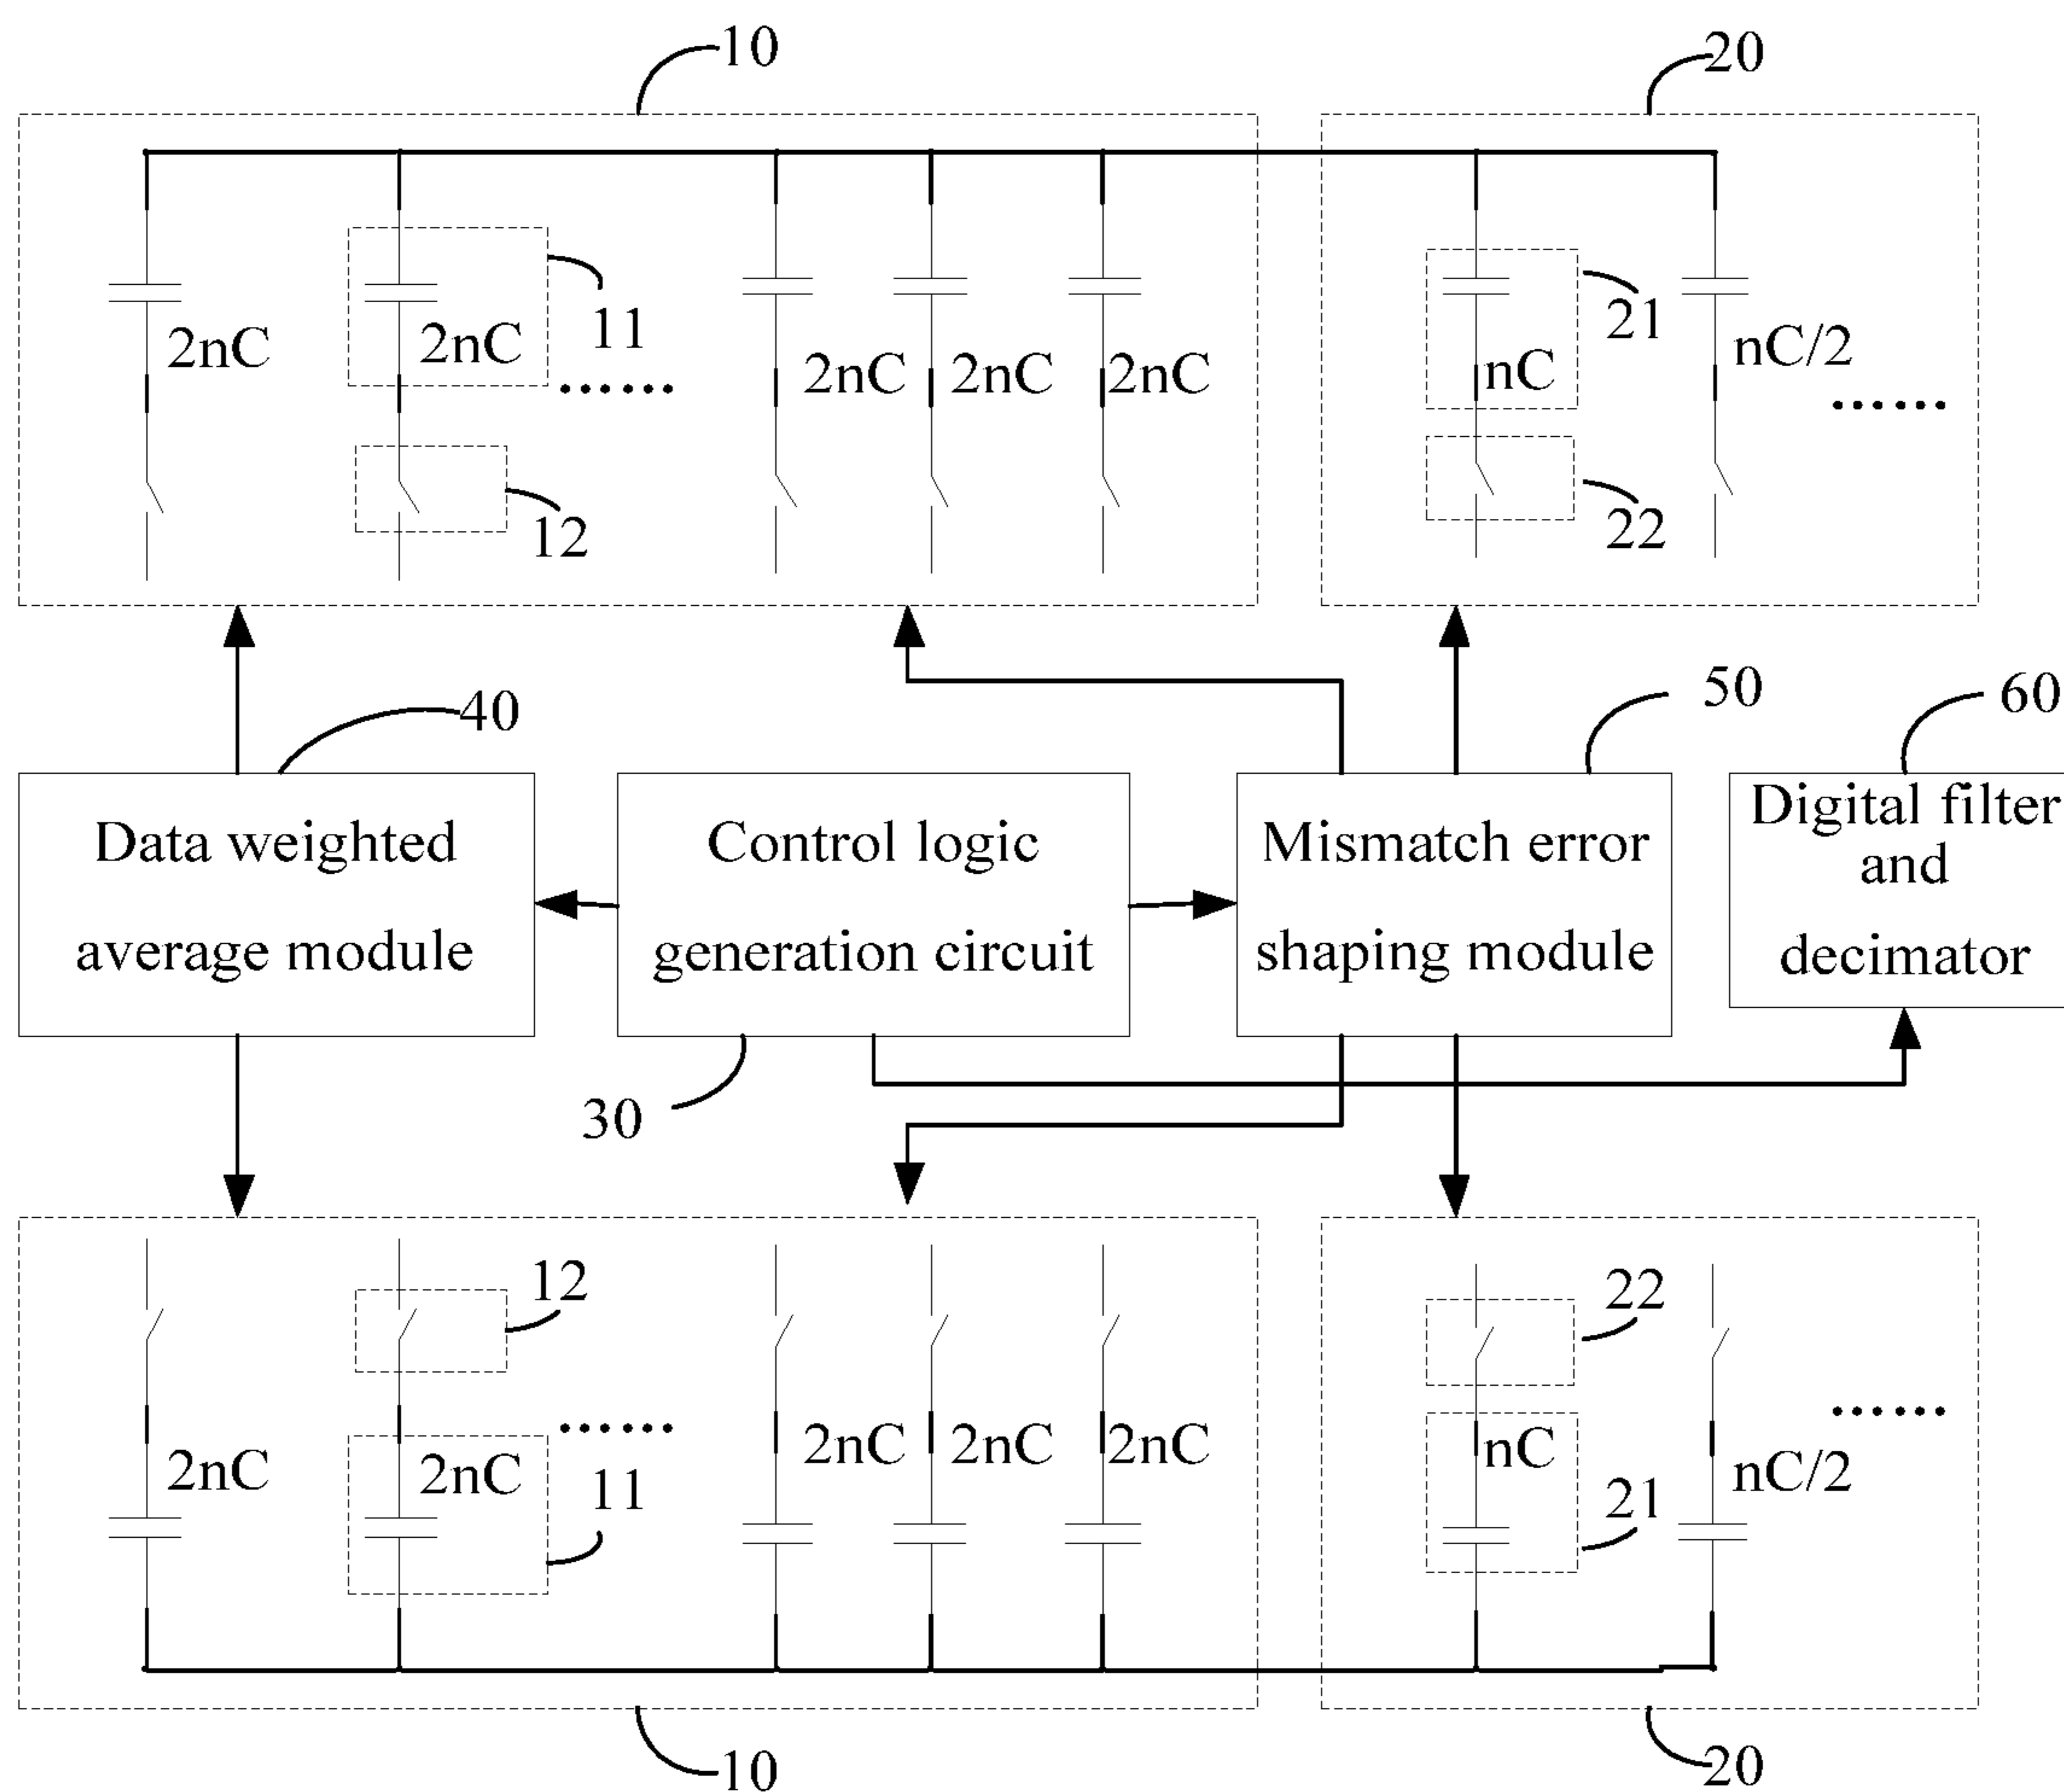 10
20
2nC
2nC
11
2nC
2nC
2nC
nC
21
nC/2
......
......
12
22
40
50
60
Data weighted
average module
Control logic
generation circuit
Mismatch error
shaping module
Digital filter
and
decimator
30
12
22
......
......
2nC
2nC
11
2nC
2nC
2nC
nC
21
nC/2
10
20